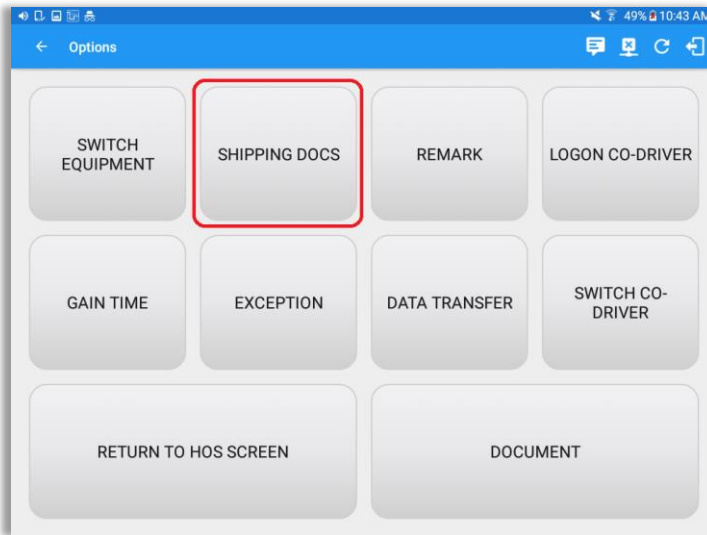 49% 10:43 AM
Options
SWITCH
EQUIPMENT
SHIPPING DOCS
REMARK
LOGON CO-DRIVER
GAIN TIME
EXCEPTION
DATA TRANSFER
SWITCH CO-
DRIVER
RETURN TO HOS SCREEN
DOCUMENT